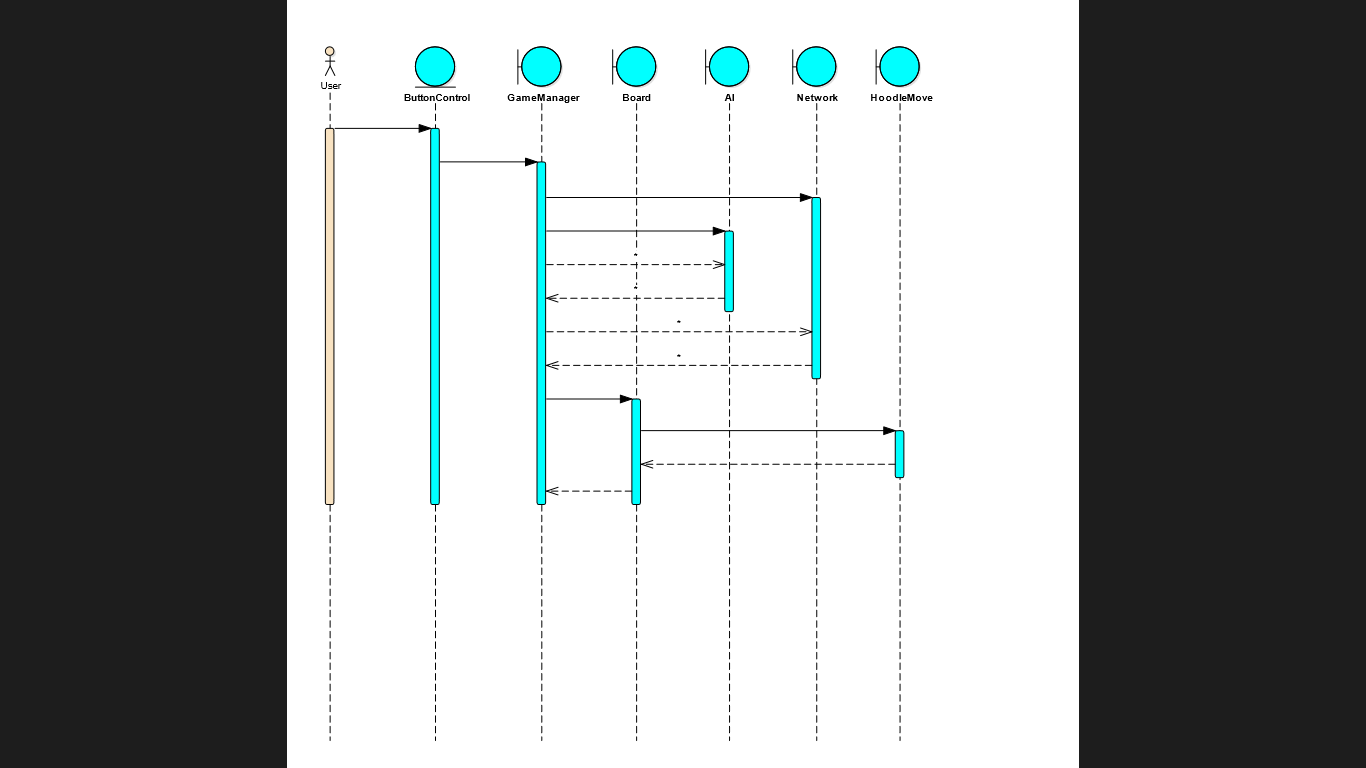 User
ButtonControl
GameManager
Board
AI
Network
HoodleMove
*
*
*
*